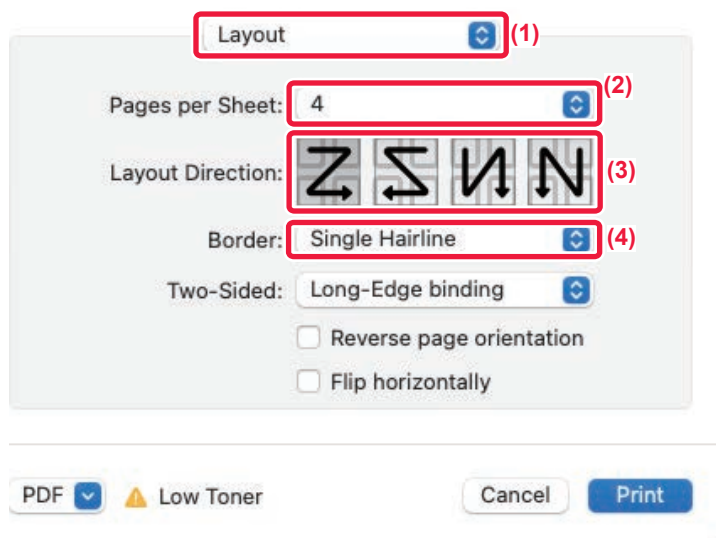 Layout (1)
Pages per Sheet: 4 (2)
Layout Direction: (3)
Border: Single Hairline (4)
Two-Sided: Long-Edge binding
Reverse page orientation
Flip horizontally
PDF Low Toner Cancel Print